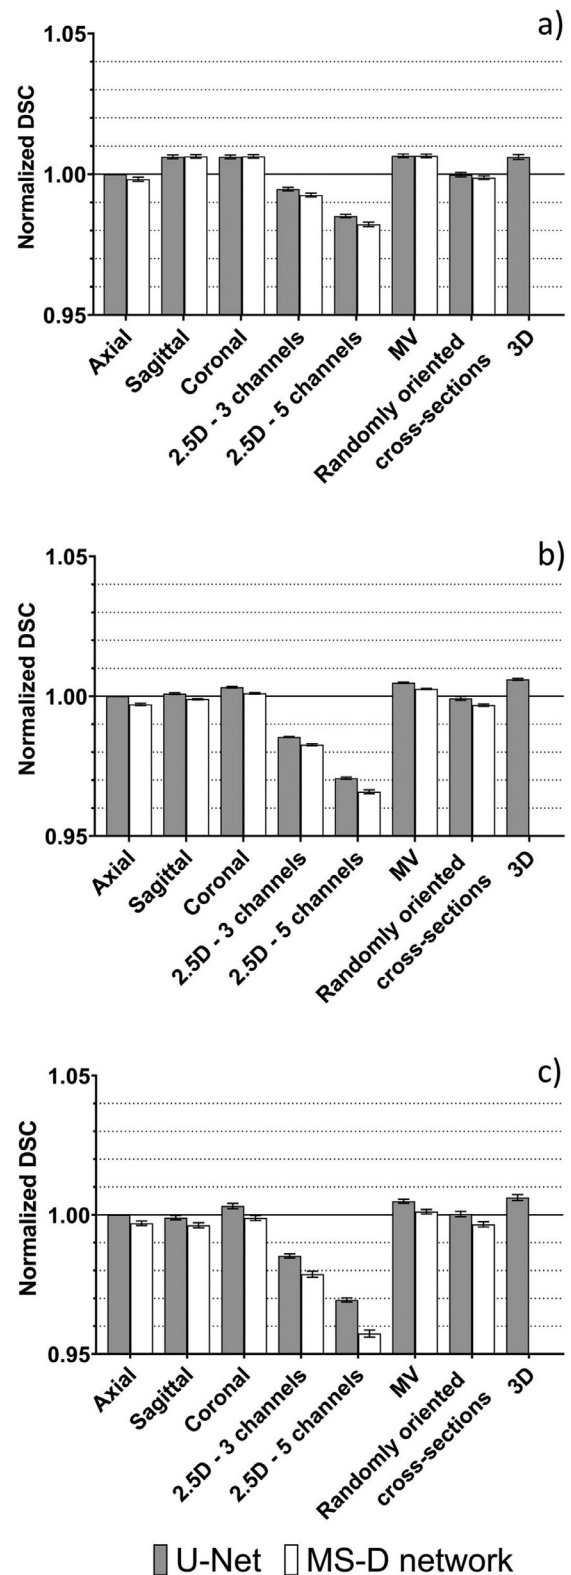 a)
1.05
1.00
0.95
Normalized DSC
Axial
Sagittal
Coronal
2.5D - 3 channels
2.5D - 5 channels
MV
Randomly oriented
cross-sections
3D
b)
1.05
1.00
0.95
Normalized DSC
Axial
Sagittal
Coronal
2.5D - 3 channels
2.5D - 5 channels
MV
Randomly oriented
cross-sections
3D
c)
1.05
1.00
0.95
Normalized DSC
Axial
Sagittal
Coronal
2.5D - 3 channels
2.5D - 5 channels
MV
Randomly oriented
cross-sections
3D
U-Net MS-D network